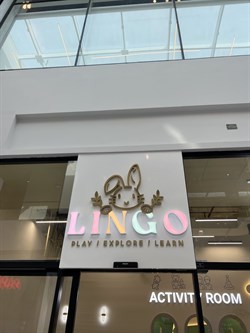 LINGO
PLAY / EXPLORE / LEARN
ACTIVITY ROOM